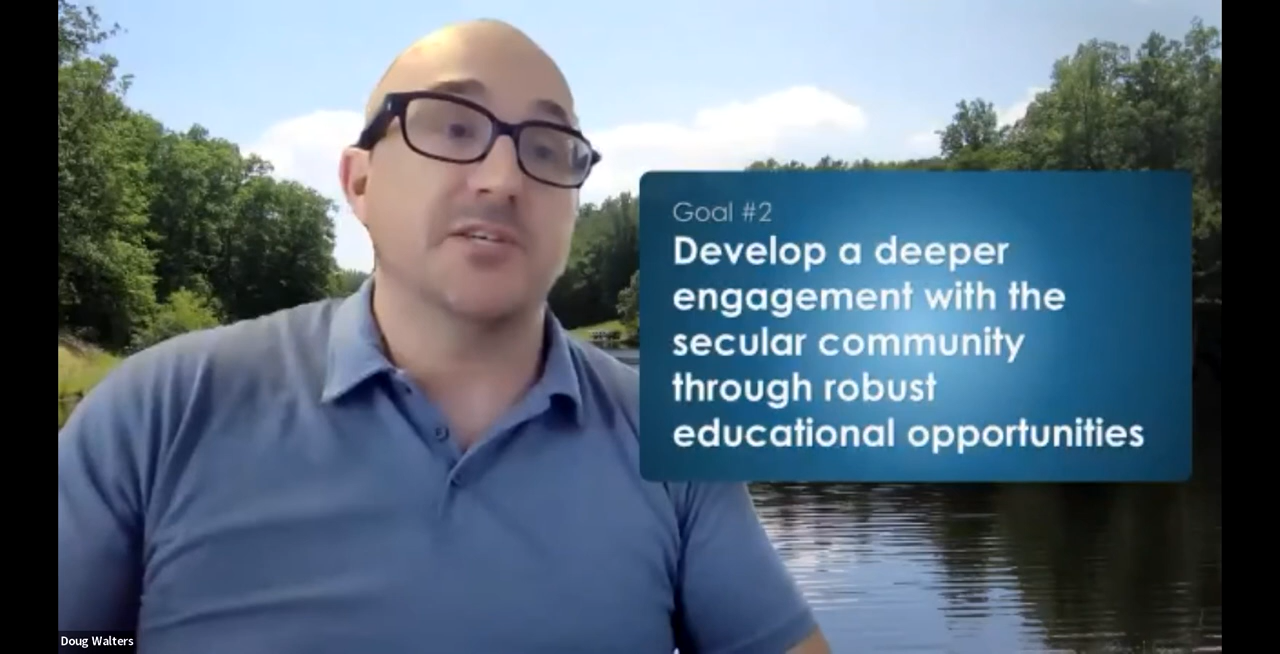 Goal #2
Develop a deeper
engagement with the
secular community
through robust
educational opportunities
Doug Walters